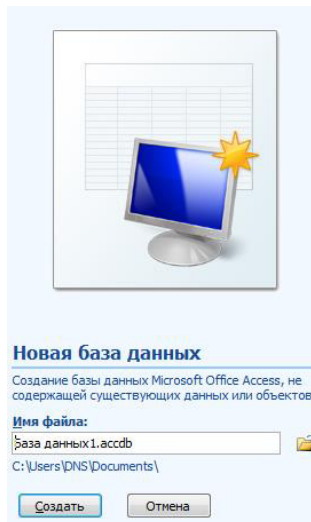 Новая база данных
Создание базы данных Microsoft Office Access, не
содержащей существующих данных или объектов
Имя файла:
База данных1.accdb
C:\Users\DNS\Documents\
Создать Отмена